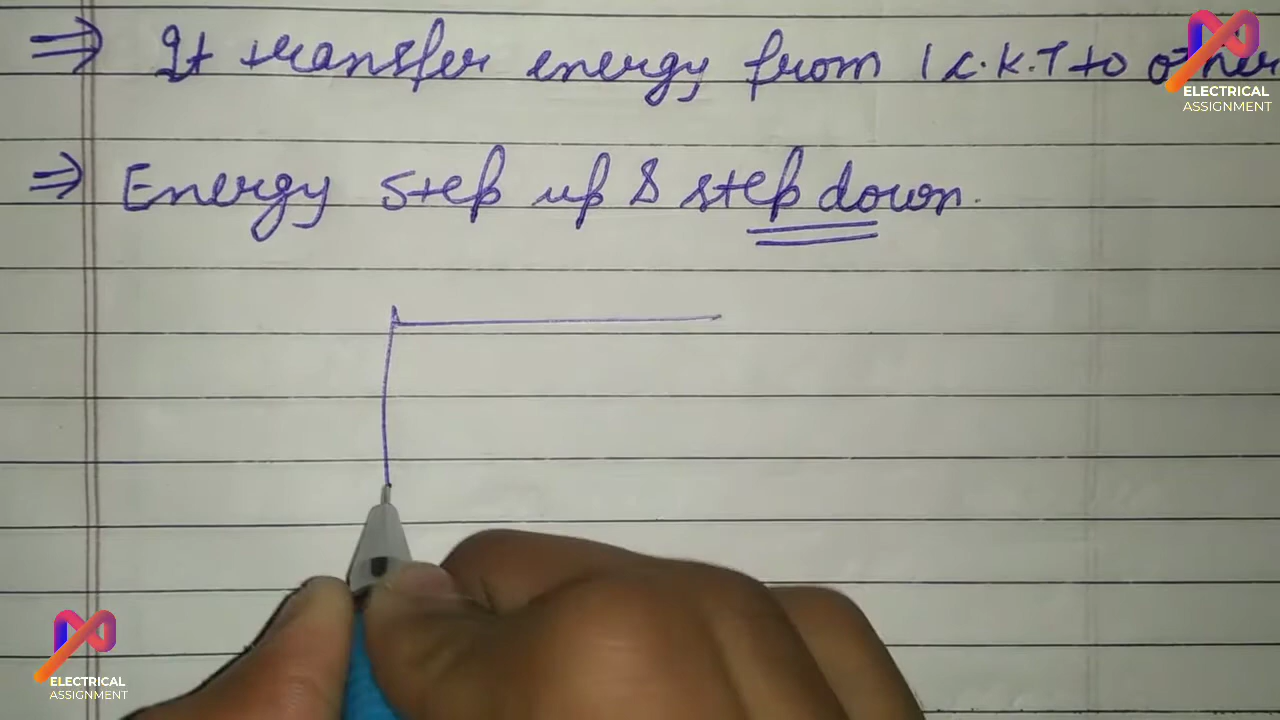 ⇒ It transfer energy from 1 c.k.T to other
⇒ Energy step up & step down.
ELECTRICAL
ASSIGNMENT
ELECTRICAL
ASSIGNMENT